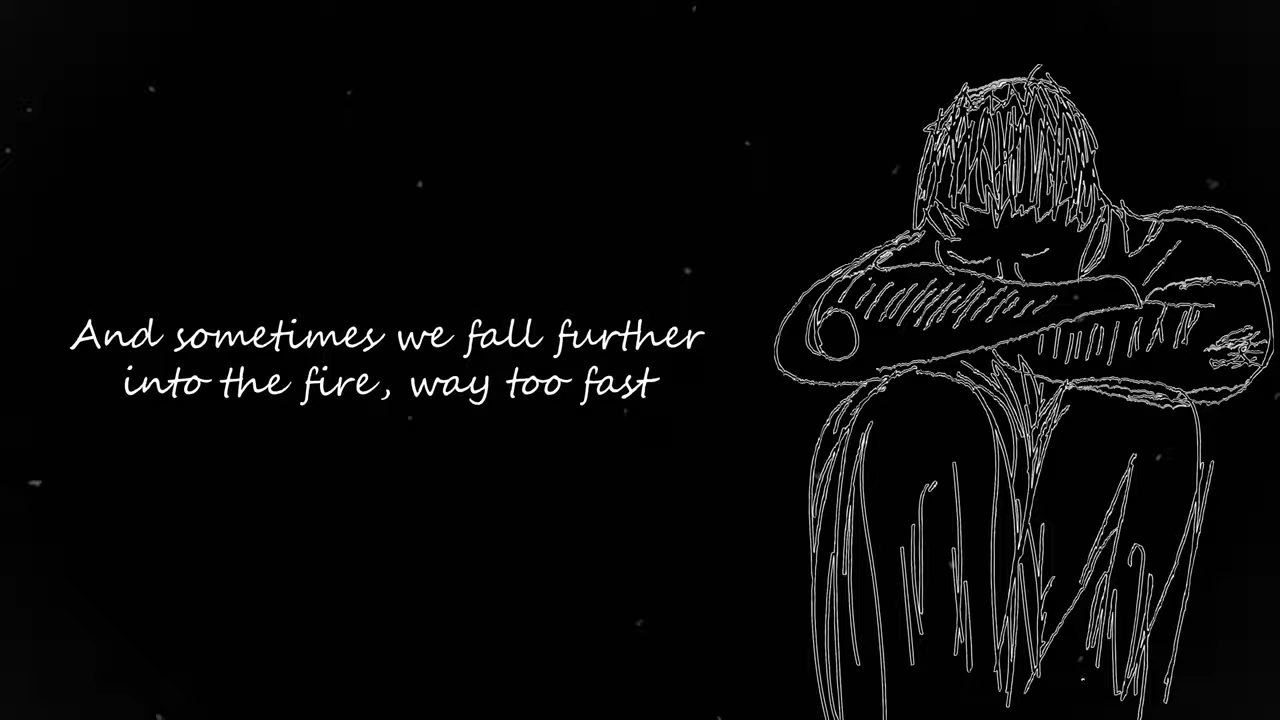 And sometimes we fall further
into the fire, way too fast